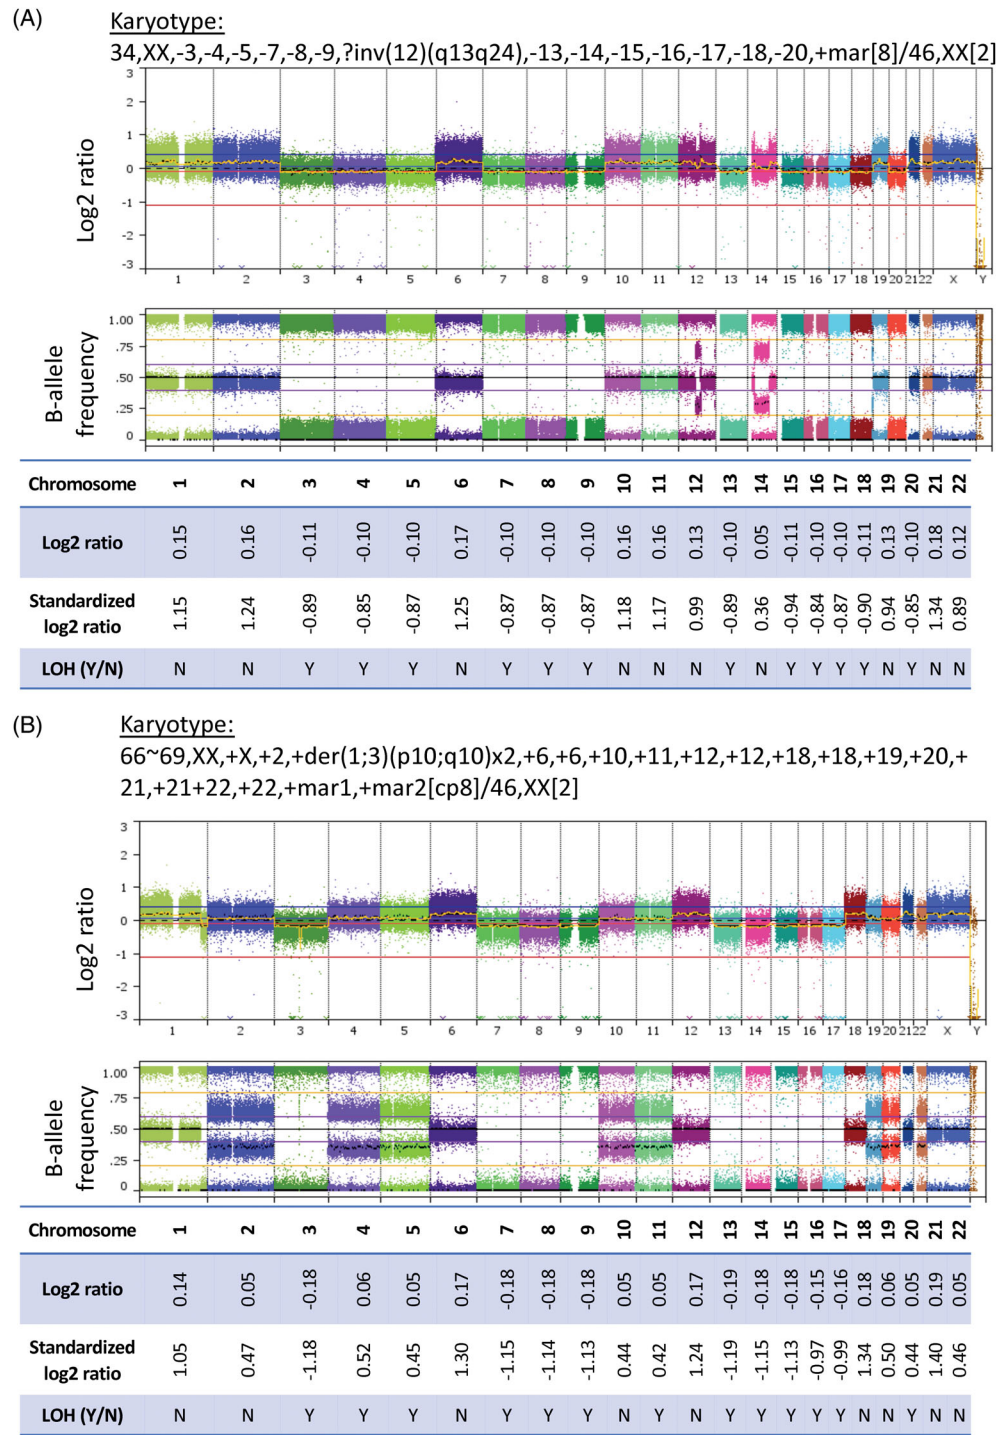 (A)
Karyotype:
34,XX,-3,-4,-5,-7,-8,-9,?inv(12)(q13q24),-13,-14,-15,-16,-17,-18,-20,+mar[8]/46,XX[2]
3
2
1
0
-1
-2
-3
Log2 ratio
1 2 3 4 5 6 7 8 9 10 11 12 13 14 15 16 17 18 19 20 21 22 X Y
1.00
.75
.50
.25
0
B-allele
frequency
Chromosome 1 2 3 4 5 6 7 8 9 10 11 12 13 14 15 16 17 18 19 20 21 22
Log2 ratio 0.15 0.16 -0.11 -0.10 -0.10 0.17 -0.10 -0.10 -0.10 0.16 0.16 0.13 -0.10 0.05 -0.11 -0.10 -0.10 -0.11 0.13 -0.10 0.18 0.12
Standardized
log2 ratio 1.15 1.24 -0.89 -0.85 -0.87 1.25 -0.87 -0.87 -0.87 1.18 1.17 0.99 -0.89 0.36 -0.94 -0.84 -0.87 -0.90 0.94 -0.85 1.34 0.89
LOH (Y/N) N N Y Y Y N Y Y Y N N N Y N Y Y Y Y N Y N N
(B)
Karyotype:
66~69,XX,+X,+2,+der(1;3)(p10;q10)x2,+6,+6,+10,+11,+12,+12,+18,+18,+19,+20,+
21,+21+22,+22,+mar1,+mar2[cp8]/46,XX[2]
3
2
1
0
-1
-2
-3
Log2 ratio
1 2 3 4 5 6 7 8 9 10 11 12 13 14 15 16 17 18 19 20 21 22 X Y
1.00
.75
.50
.25
0
B-allele
frequency
Chromosome 1 2 3 4 5 6 7 8 9 10 11 12 13 14 15 16 17 18 19 20 21 22
Log2 ratio 0.14 0.05 -0.18 0.06 0.05 0.17 -0.18 -0.18 -0.18 0.05 0.05 0.17 -0.19 -0.18 -0.18 -0.15 -0.16 0.18 0.06 0.05 0.19 0.05
Standardized
log2 ratio 1.05 0.47 -1.18 0.52 0.45 1.30 -1.15 -1.14 -1.13 0.44 0.42 1.24 -1.19 -1.15 -1.13 -0.97 -0.99 1.34 0.50 0.44 1.40 0.46
LOH (Y/N) N N Y Y Y N Y Y Y N Y N Y Y Y Y Y N N Y N N